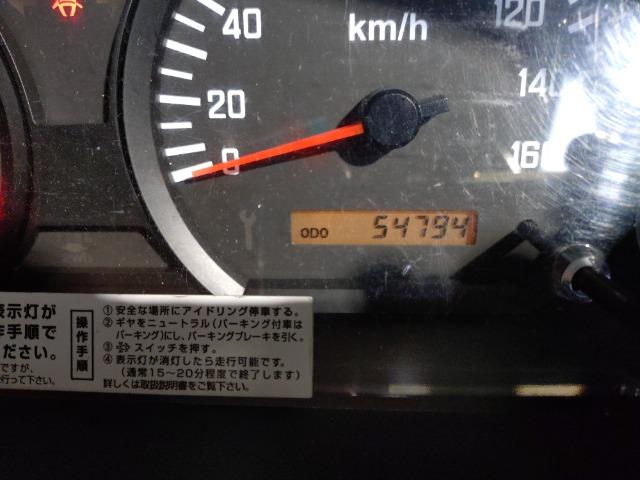 40
km/h
120
20
140
0
160
ODO 54794
表示灯が
作手順で
ださい。
ですが、
行って下さい。
操作手順
①安全な場所にアイドリング停車する。
②ギヤをニュートラル(パーキング付車は
パーキング)にし、パーキングブレーキを引く。
③ スイッチを押す。
④表示灯が消灯したら走行可能です。
(通常15〜20分程度で終了します)
詳しくは取扱説明書をご覧下さい。